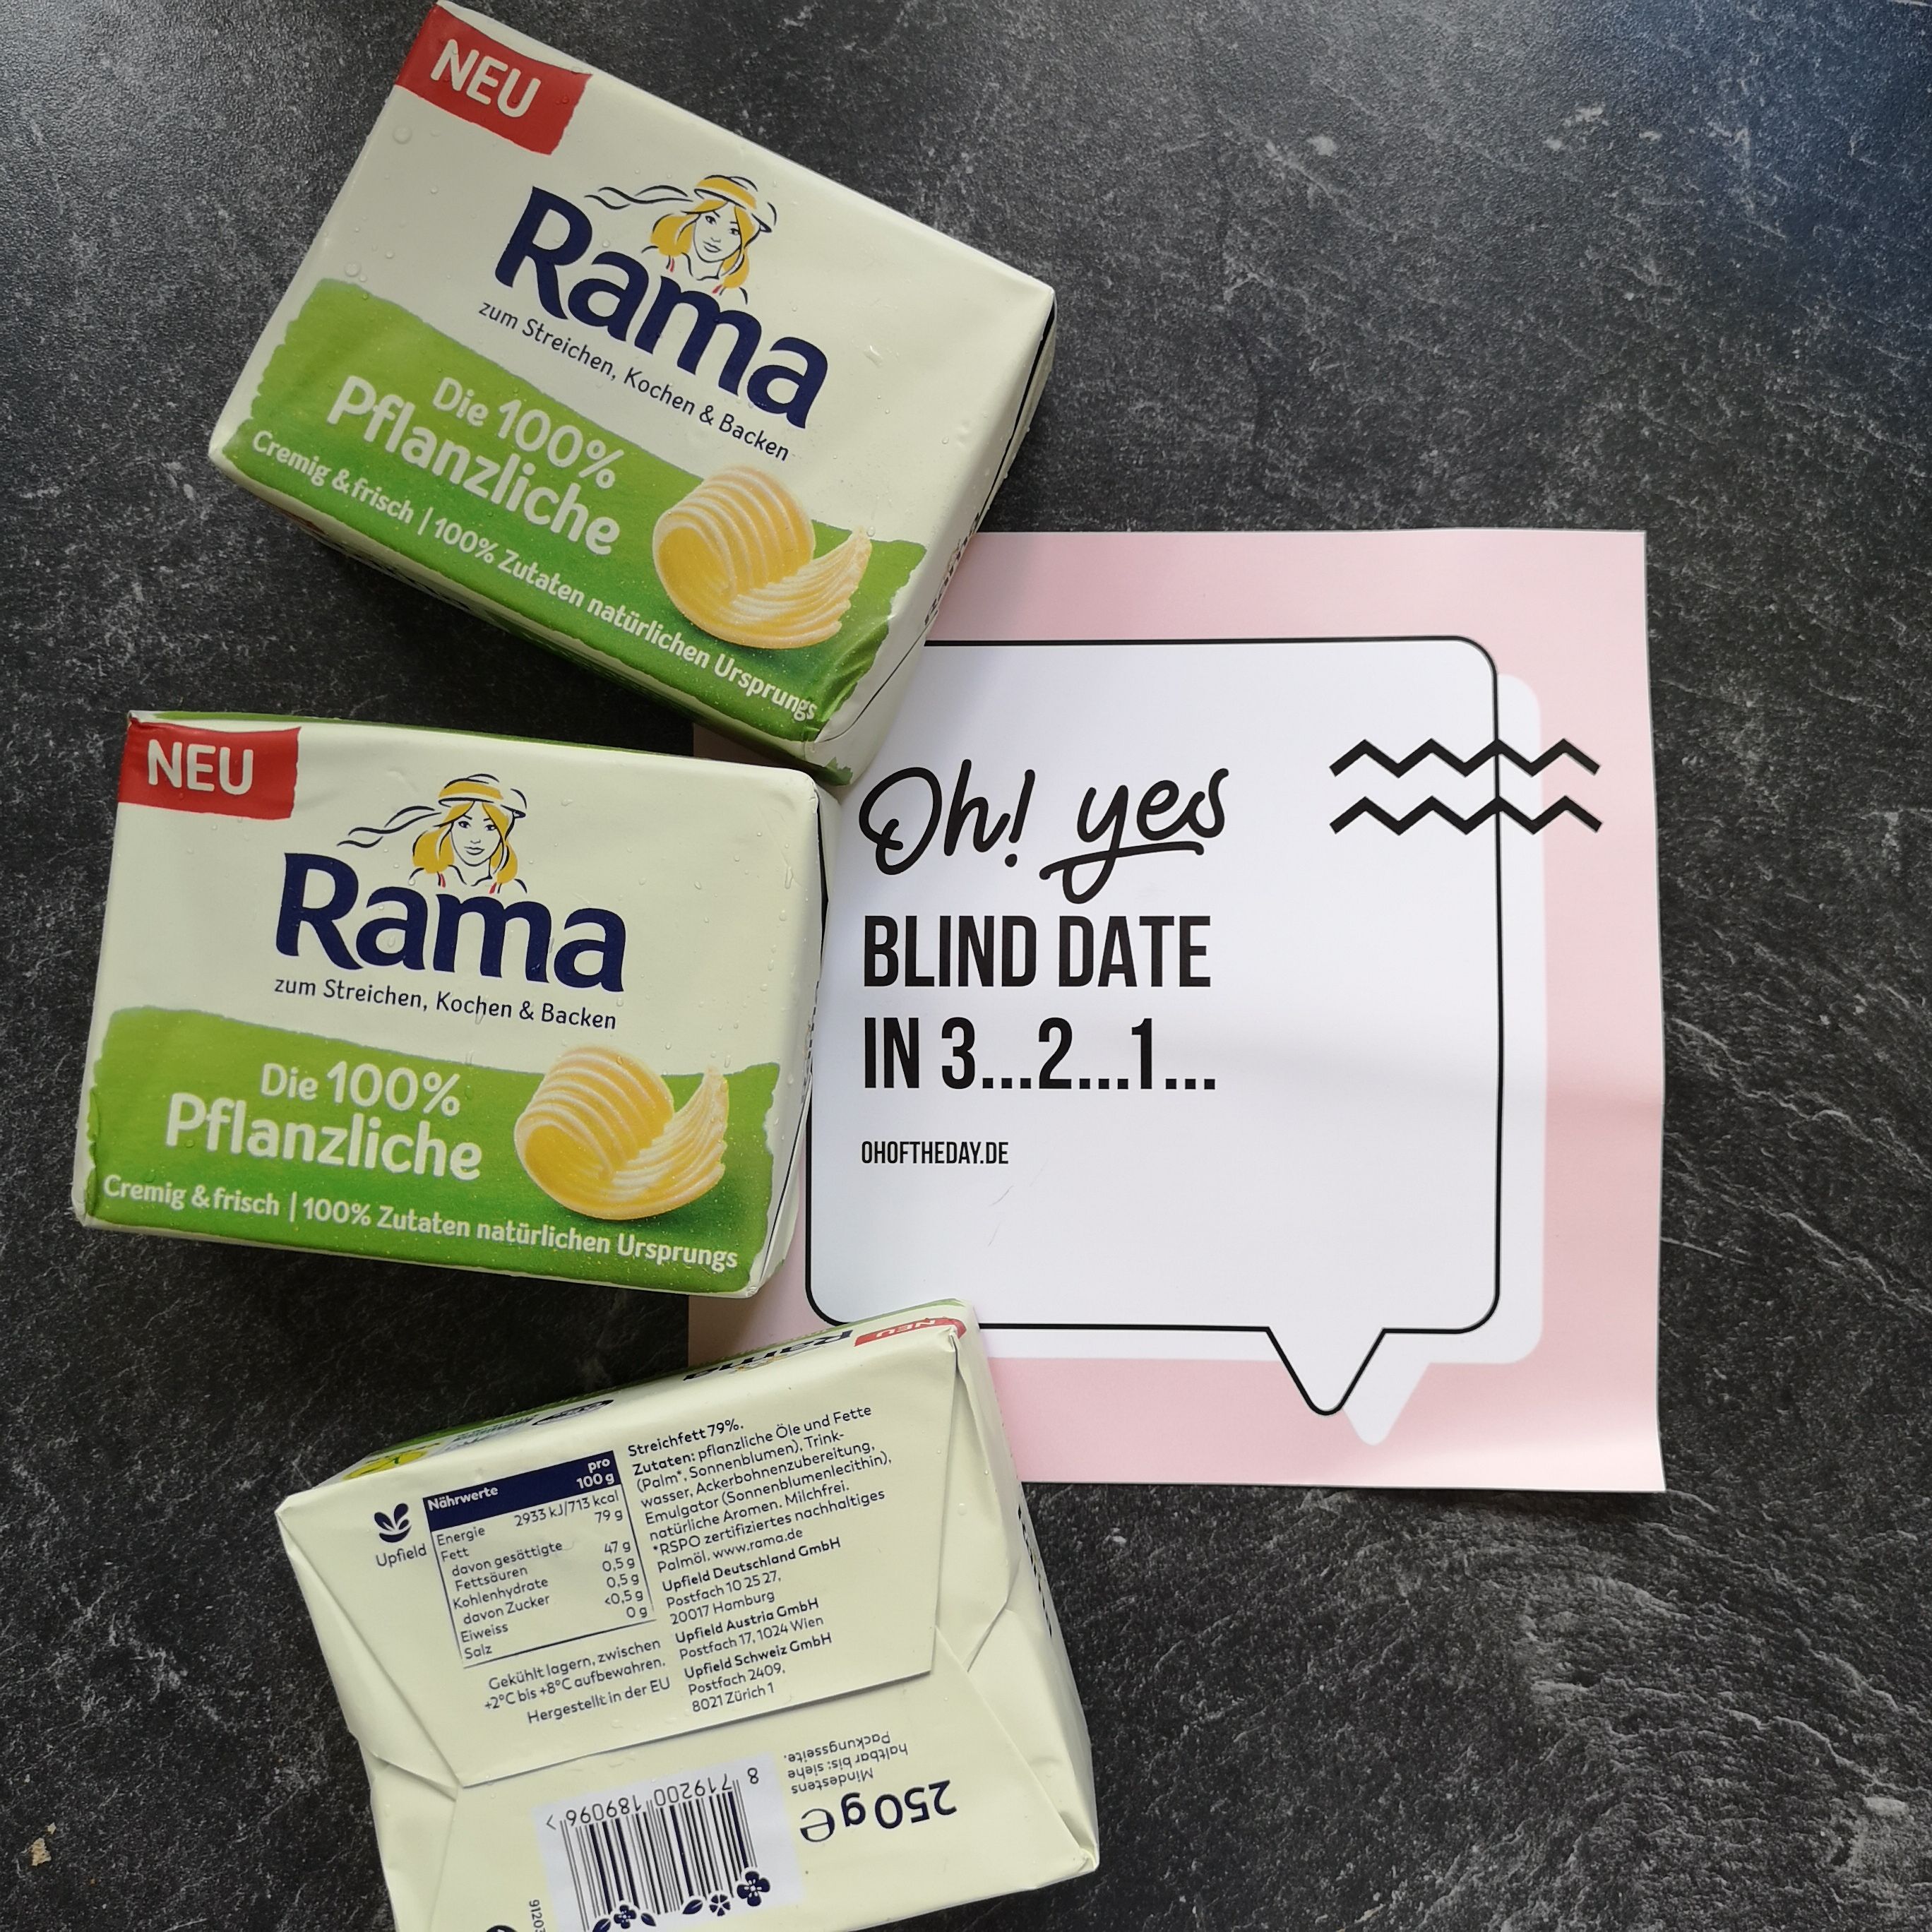 NEU
Rama
zum Streichen, Kochen & Backen
Die 100%
Pflanzliche
Cremig & frisch | 100% Zutaten natürlichen Ursprungs
NEU
Rama
zum Streichen, Kochen & Backen
Die 100%
Pflanzliche
Cremig & frisch | 100% Zutaten natürlichen Ursprungs
Oh! yes
BLIND DATE
IN 3...2...1...
OHOFTHEDAY.DE
NEU
Rama
Upfield
Nährwerte pro 100 g
Energie 2933 kJ/713 kcal
Fett 79 g
davon gesättigte
Fettsäuren 47 g
Kohlenhydrate 0,5 g
davon Zucker 0,5 g
Eiweiss <0,5 g
Salz 0 g
Gekühlt lagern, zwischen
+2°C bis +8°C aufbewahren.
Hergestellt in der EU
Streichfett 79%.
Zutaten: pflanzliche Öle und Fette
(Palm*, Sonnenblumen), Trink-
wasser, Ackerbohnenzubereitung,
Emulgator (Sonnenblumenlecithin),
natürliche Aromen. Milchfrei.
*RSPO zertifiziertes nachhaltiges
Palmöl. www.rama.de
Upfield Deutschland GmbH
Postfach 10 25 27,
20017 Hamburg
Upfield Austria GmbH
Postfach 17, 1024 Wien
Upfield Schweiz GmbH
Postfach 2409,
8021 Zürich 1
250 g e
Mindestens
haltbar bis: siehe
Packungsseite.
8 719200 189096 >